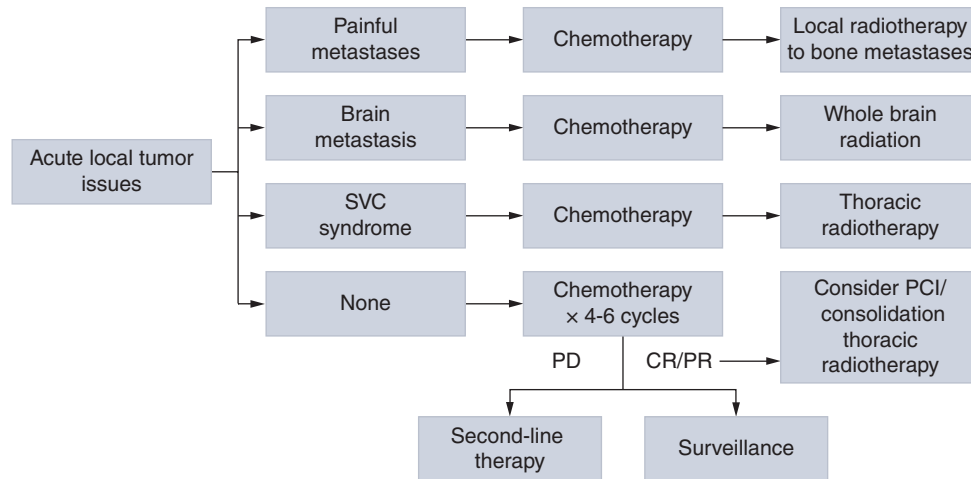 Painful
metastases
Chemotherapy
Local radiotherapy
to bone metastases
Brain
metastasis
Chemotherapy
Whole brain
radiation
Acute local tumor
issues
SVC
syndrome
Chemotherapy
Thoracic
radiotherapy
None
Chemotherapy
× 4-6 cycles
Consider PCI/
consolidation
thoracic
radiotherapy
PD
CR/PR
Second-line
therapy
Surveillance